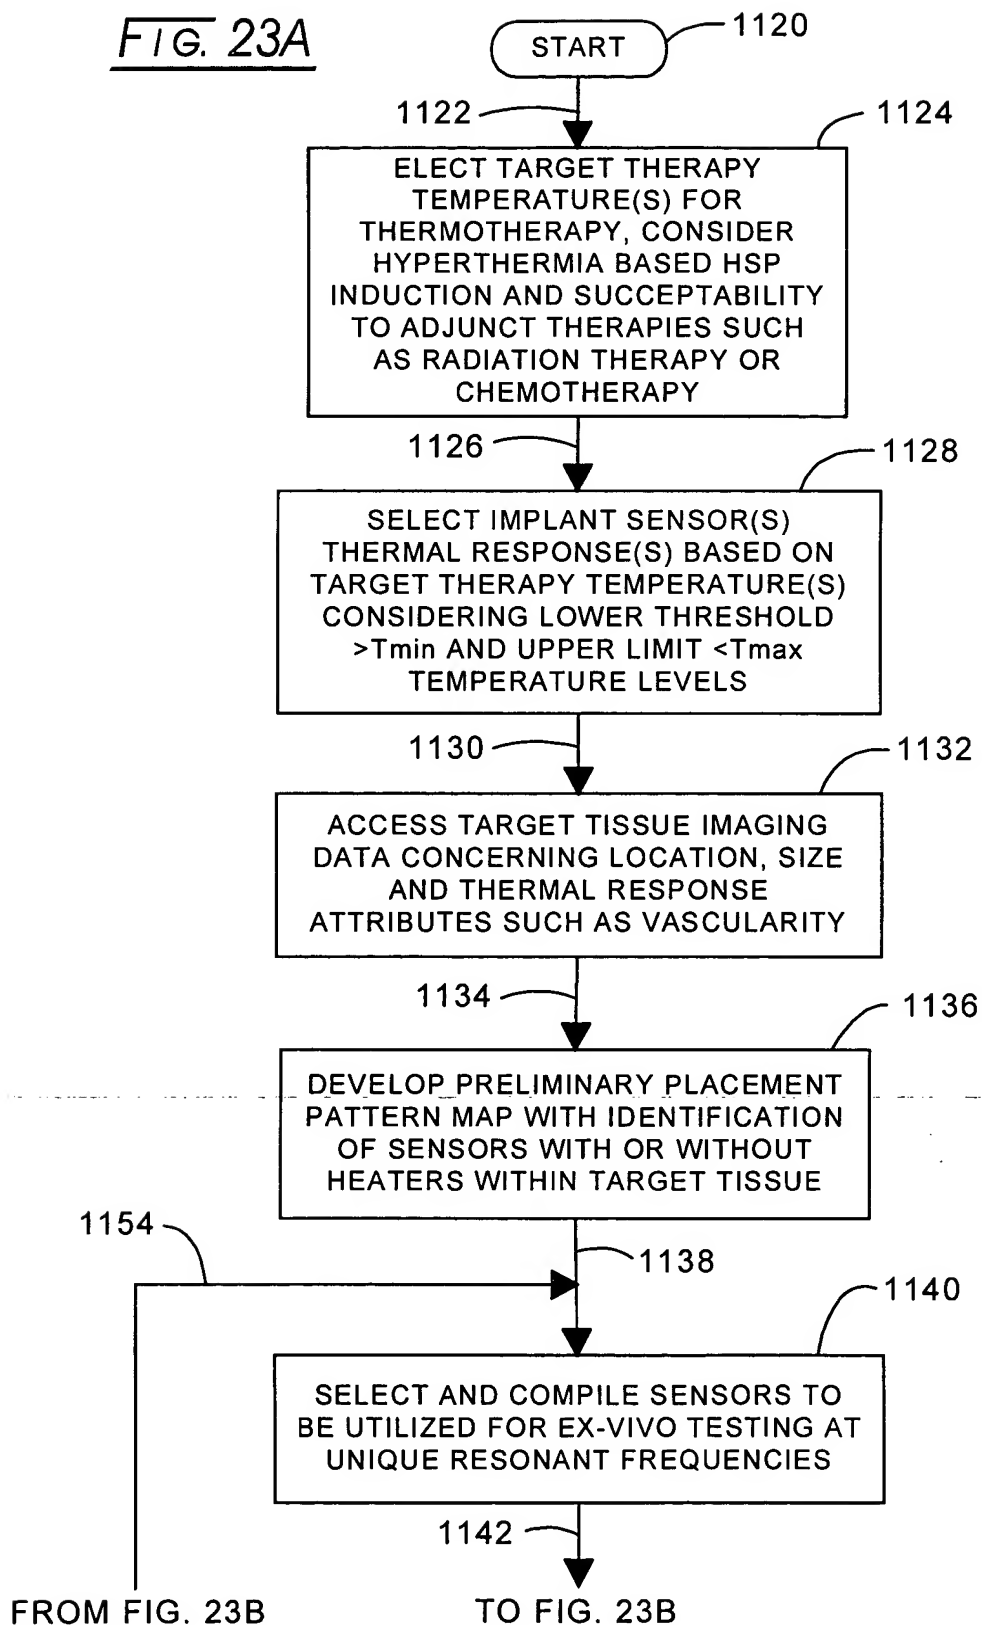 FIG. 23A
START
1120
1122
1124
ELECT TARGET THERAPY
TEMPERATURE(S) FOR
THERMOTHERAPY, CONSIDER
HYPERTHERMIA BASED HSP
INDUCTION AND SUCCEPTABILITY
TO ADJUNCT THERAPIES SUCH
AS RADIATION THERAPY OR
CHEMOTHERAPY
1126
1128
SELECT IMPLANT SENSOR(S)
THERMAL RESPONSE(S) BASED ON
TARGET THERAPY TEMPERATURE(S)
CONSIDERING LOWER THRESHOLD
>Tmin AND UPPER LIMIT <Tmax
TEMPERATURE LEVELS
1130
1132
ACCESS TARGET TISSUE IMAGING
DATA CONCERNING LOCATION, SIZE
AND THERMAL RESPONSE
ATTRIBUTES SUCH AS VASCULARITY
1134
1136
DEVELOP PRELIMINARY PLACEMENT
PATTERN MAP WITH IDENTIFICATION
OF SENSORS WITH OR WITHOUT
HEATERS WITHIN TARGET TISSUE
1154
1138
1140
SELECT AND COMPILE SENSORS TO
BE UTILIZED FOR EX-VIVO TESTING AT
UNIQUE RESONANT FREQUENCIES
1142
FROM FIG. 23B
TO FIG. 23B